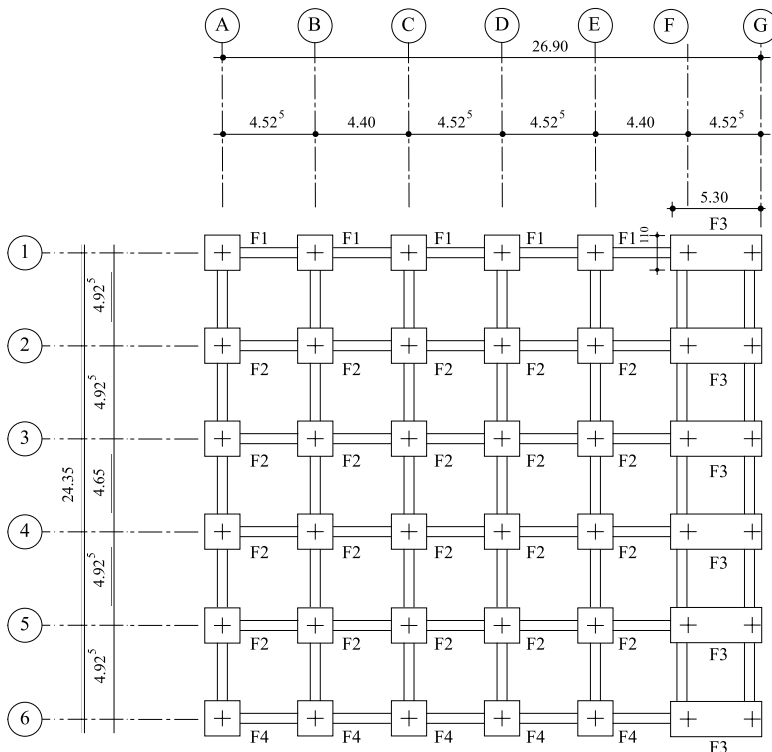 A B C D E F G
26.90
4.52⁵ 4.40 4.52⁵ 4.52⁵ 4.40 4.52⁵
5.30
F3
1 F1 F1 F1 F1 F1 110
4.92⁵
2
F2 F2 F2 F2 F2 F3
4.92⁵
3
F2 F2 F2 F2 F2 F3
24.35 4.65
4
F2 F2 F2 F2 F2 F3
4.92⁵
5
F2 F2 F2 F2 F2 F3
4.92⁵
6
F4 F4 F4 F4 F4 F3